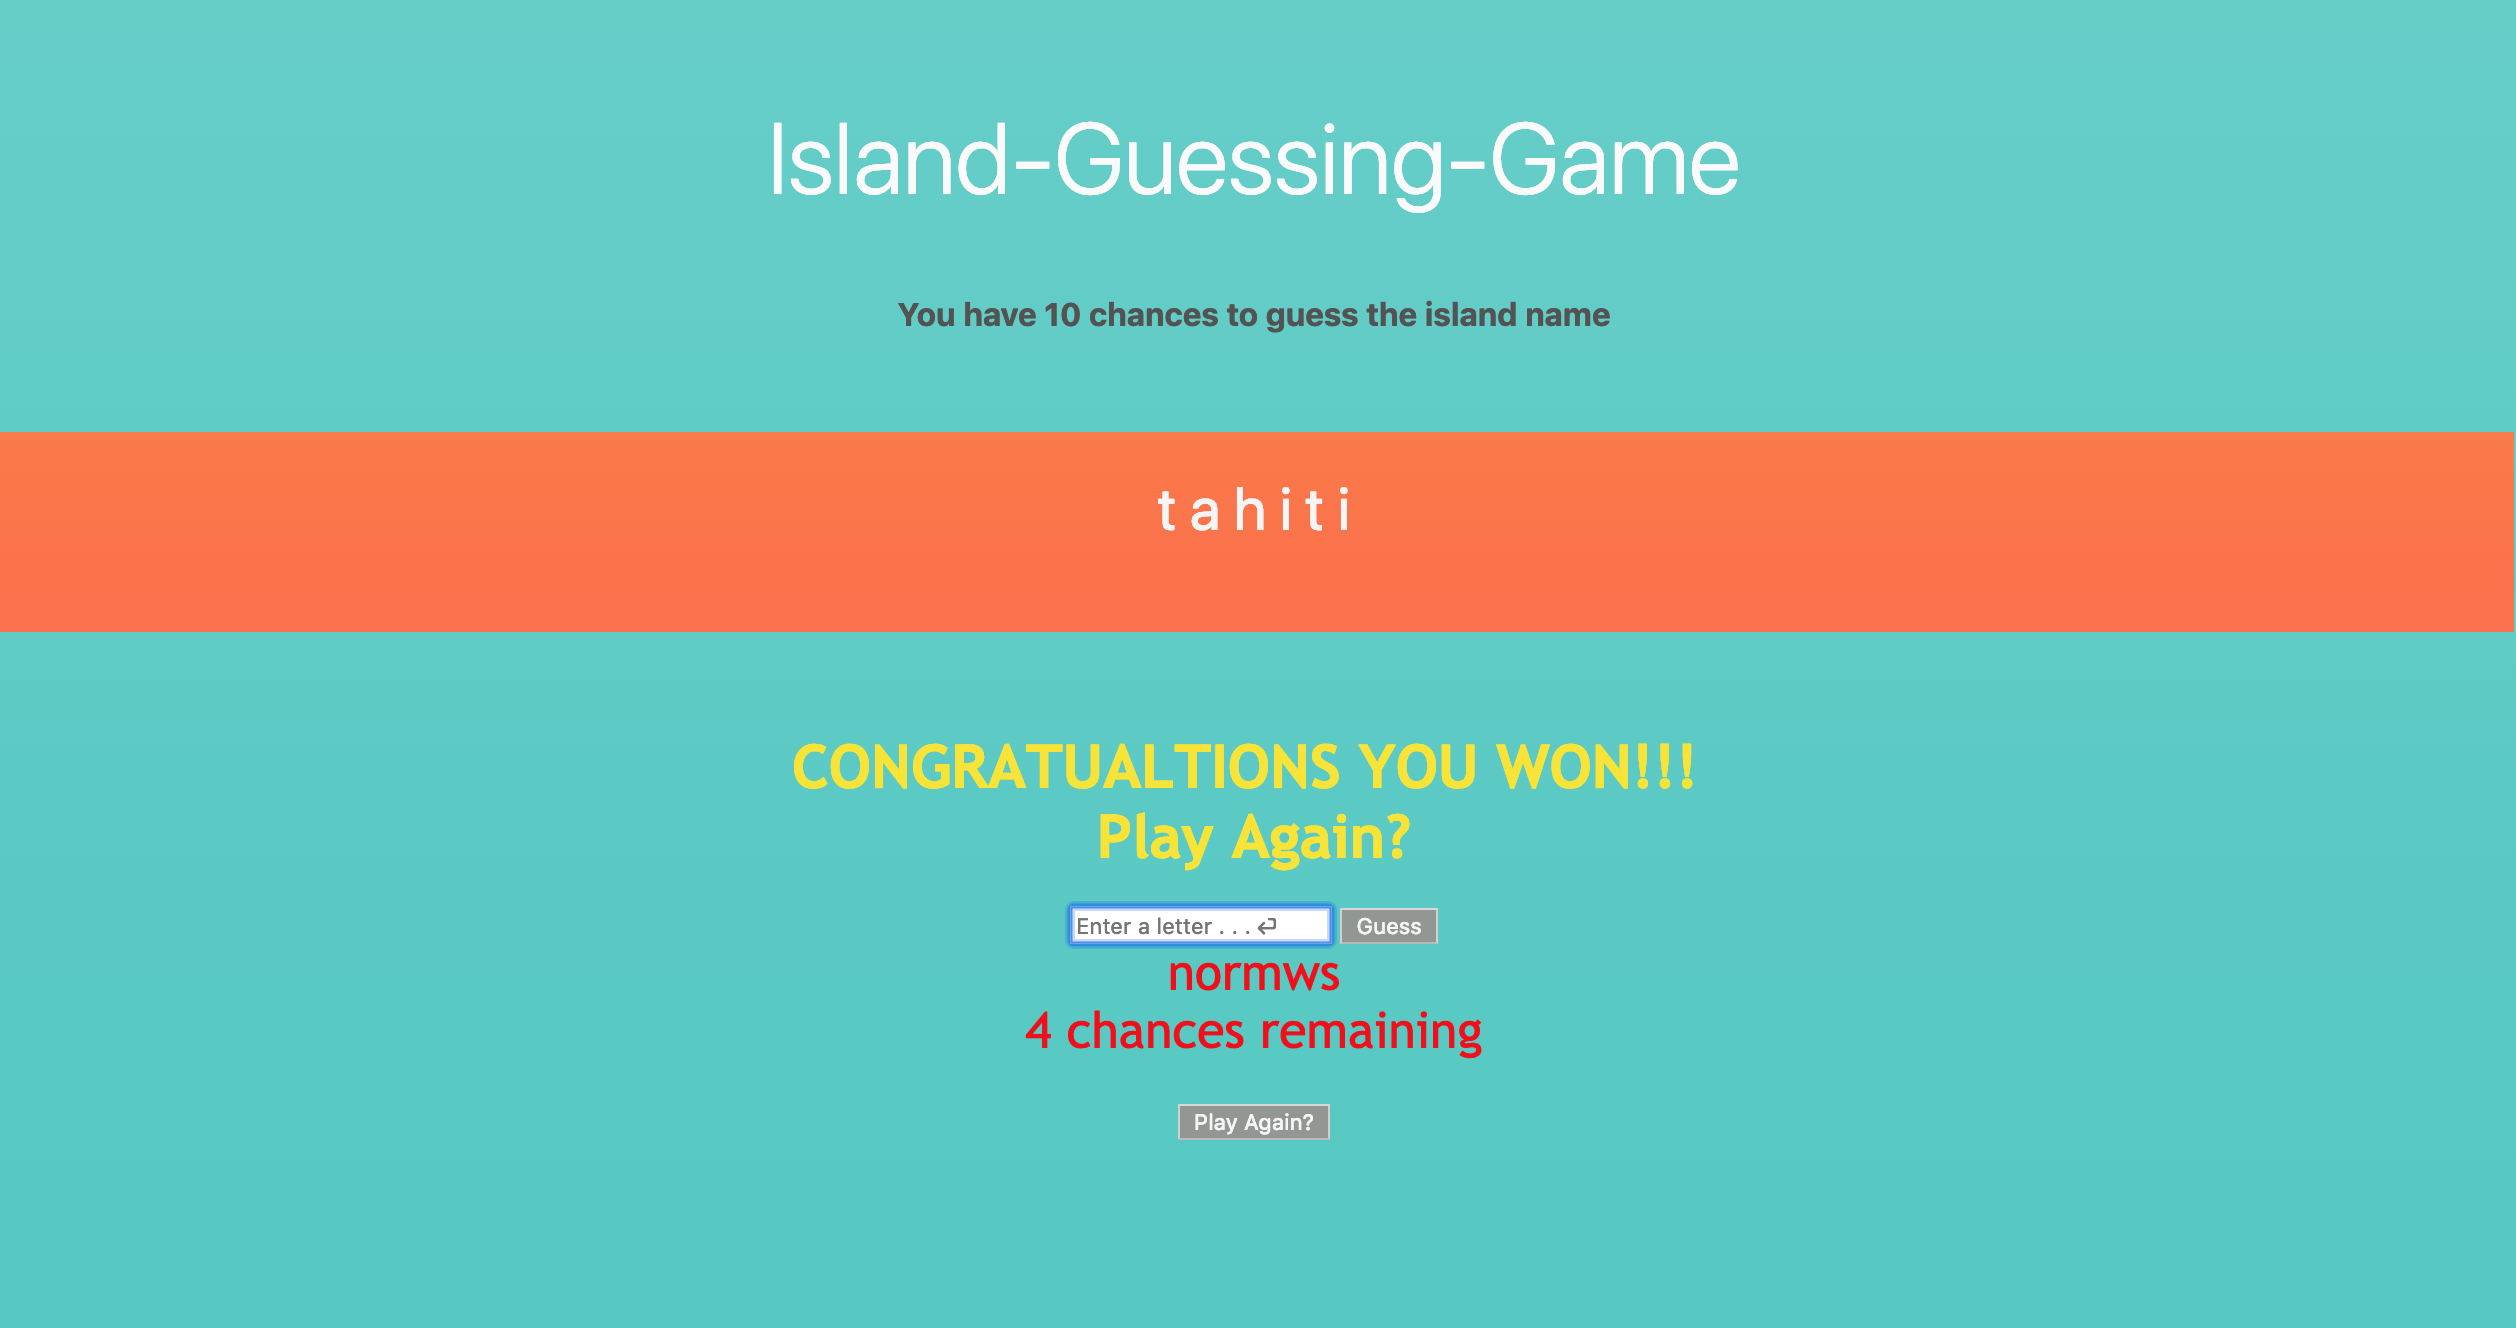 Island-Guessing-Game
You have 10 chances to guess the island name
t a h i t i
CONGRATUALTIONS YOU WON!!!
Play Again?
Enter a letter . . . ↵ Guess
normws
4 chances remaining
Play Again?